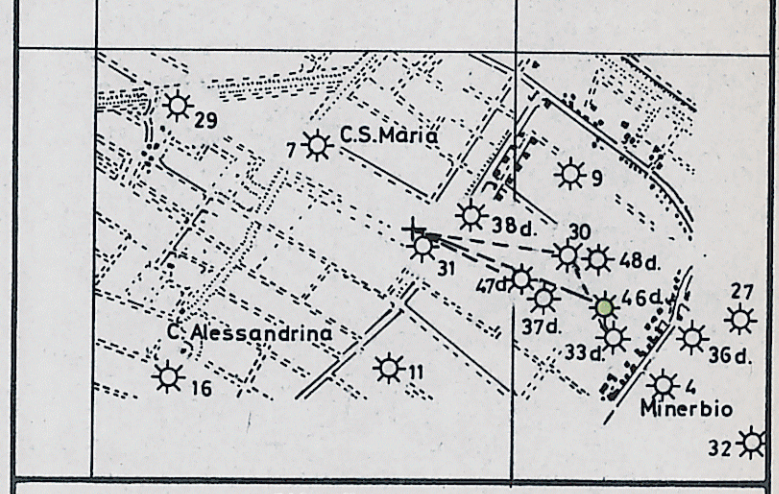 29
7
C.S.Maria
9
38d.
30
31
48d.
47d
46d.
27
37d.
33d
36d.
C. Alessandrina
16
11
4
Minerbio
32